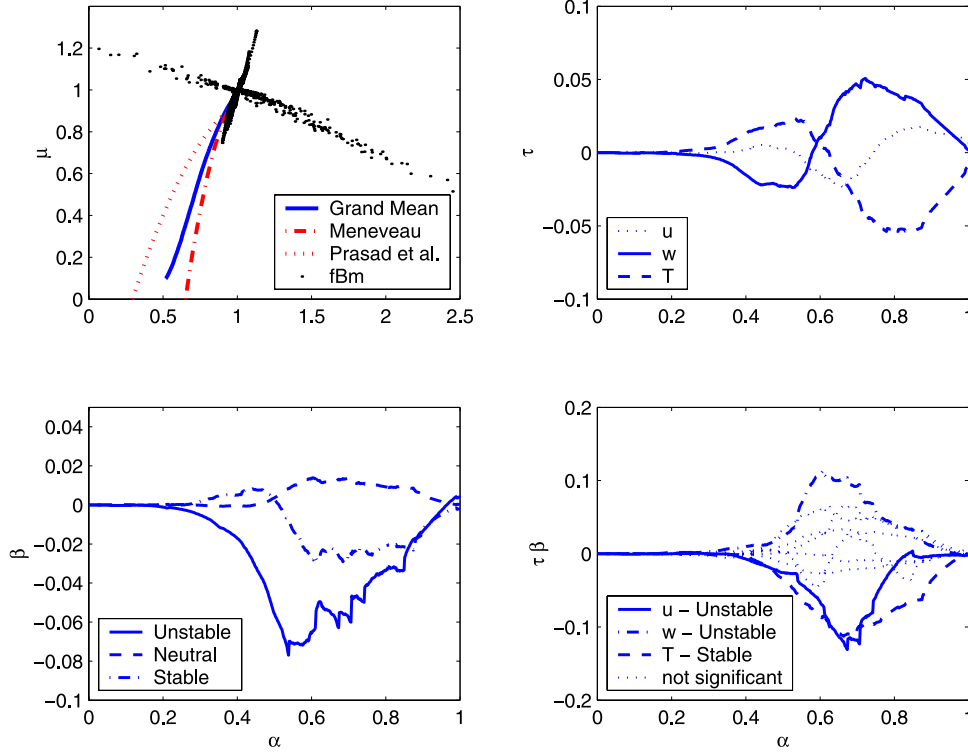 1.2
1
0.8
0.6
0.4
0.2
0
μ
0 0.5 1 1.5 2 2.5
Grand Mean
Meneveau
Prasad et al.
fBm
0.1
0.05
0
−0.05
−0.1
τ
0 0.2 0.4 0.6 0.8 1
u
w
T
0.04
0.02
0
−0.02
−0.04
−0.06
−0.08
−0.1
β
0 0.2 0.4 0.6 0.8 1
α
Unstable
Neutral
Stable
0.2
0.1
0
−0.1
−0.2
τ β
0 0.2 0.4 0.6 0.8 1
α
u − Unstable
w − Unstable
T − Stable
not significant